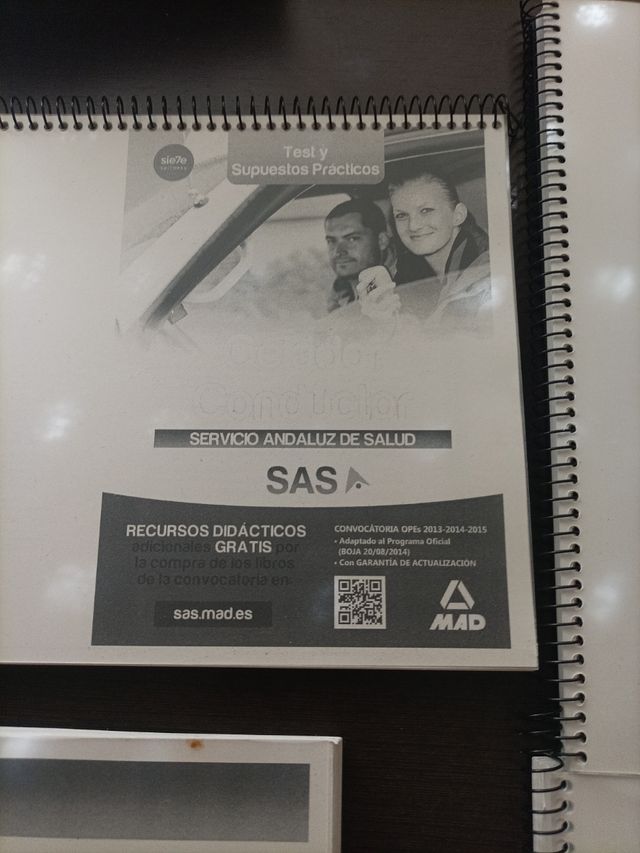 sie7e
EDITORES
Test y
Supuestos Prácticos
Celador
Conductor
SERVICIO ANDALUZ DE SALUD
SAS
RECURSOS DIDÁCTICOS
adicionales GRATIS por
la compra de los libros
de la convocatoria en:
sas.mad.es
CONVOCATORIA OPEs 2013-2014-2015
• Adaptado al Programa Oficial
(BOJA 20/08/2014)
• Con GARANTÍA DE ACTUALIZACIÓN
MAD